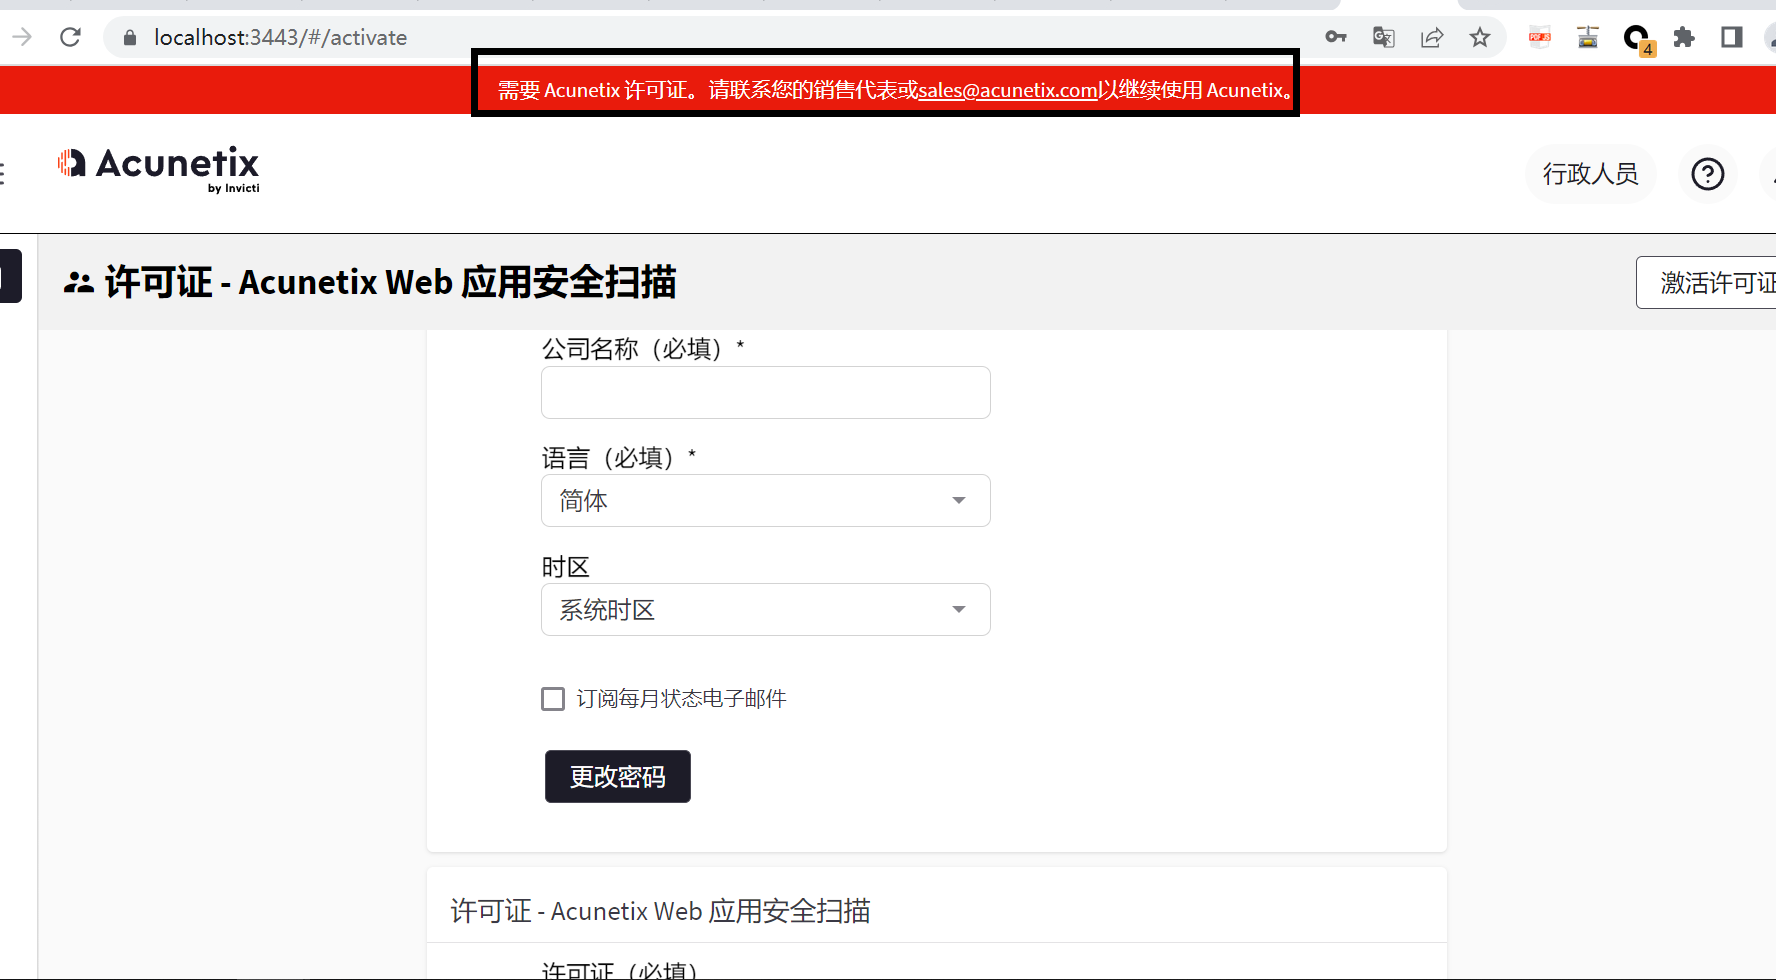 localhost:3443/#/activate
PDF JS
4
需要 Acunetix 许可证。请联系您的销售代表或sales@acunetix.com以继续使用 Acunetix。
Acunetix
by Invicti
行政人员
许可证 - Acunetix Web 应用安全扫描
激活许可证
公司名称（必填）*
语言（必填）*
简体
时区
系统时区
订阅每月状态电子邮件
更改密码
许可证 - Acunetix Web 应用安全扫描
许可证（必填）